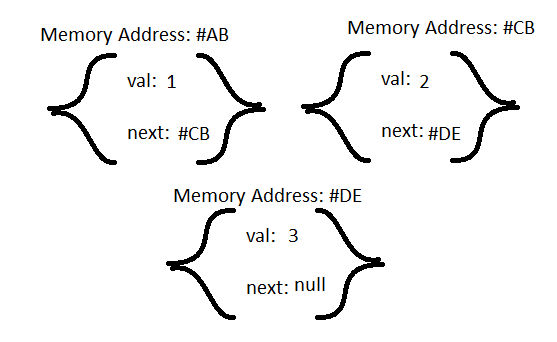 Memory Address: #AB
val: 1
next: #CB
Memory Address: #CB
val: 2
next: #DE
Memory Address: #DE
val: 3
next: null